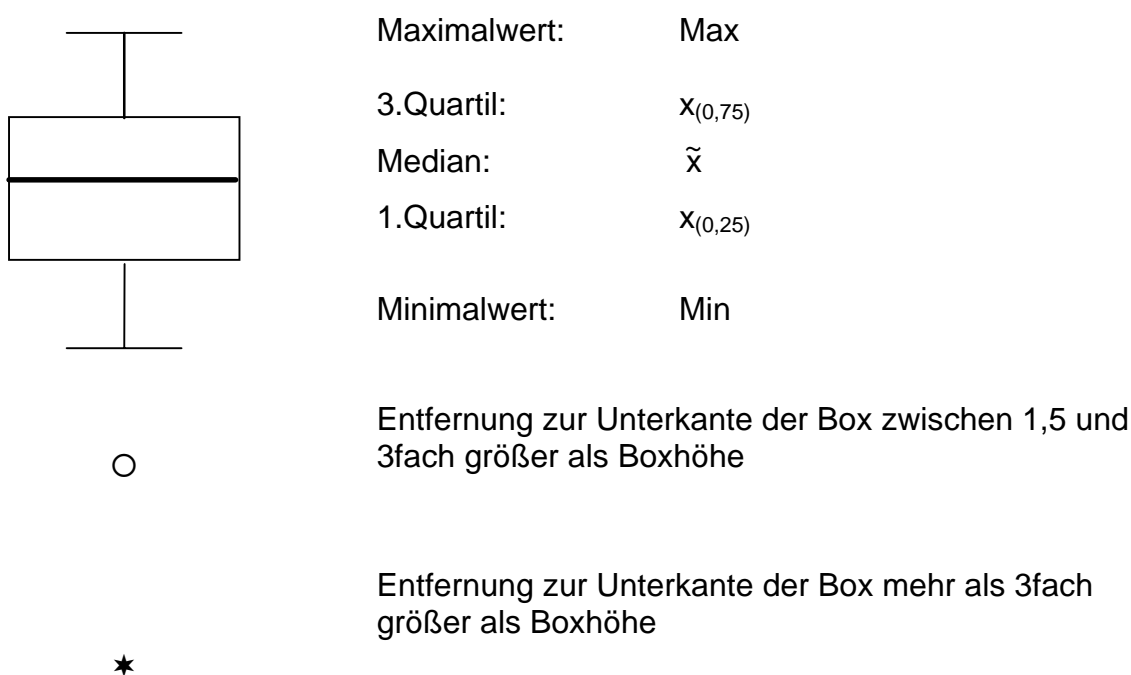 Maximalwert: Max
3.Quartil: x(0,75)
Median: x̃
1.Quartil: x(0,25)
Minimalwert: Min
Entfernung zur Unterkante der Box zwischen 1,5 und
3fach größer als Boxhöhe
Entfernung zur Unterkante der Box mehr als 3fach
größer als Boxhöhe